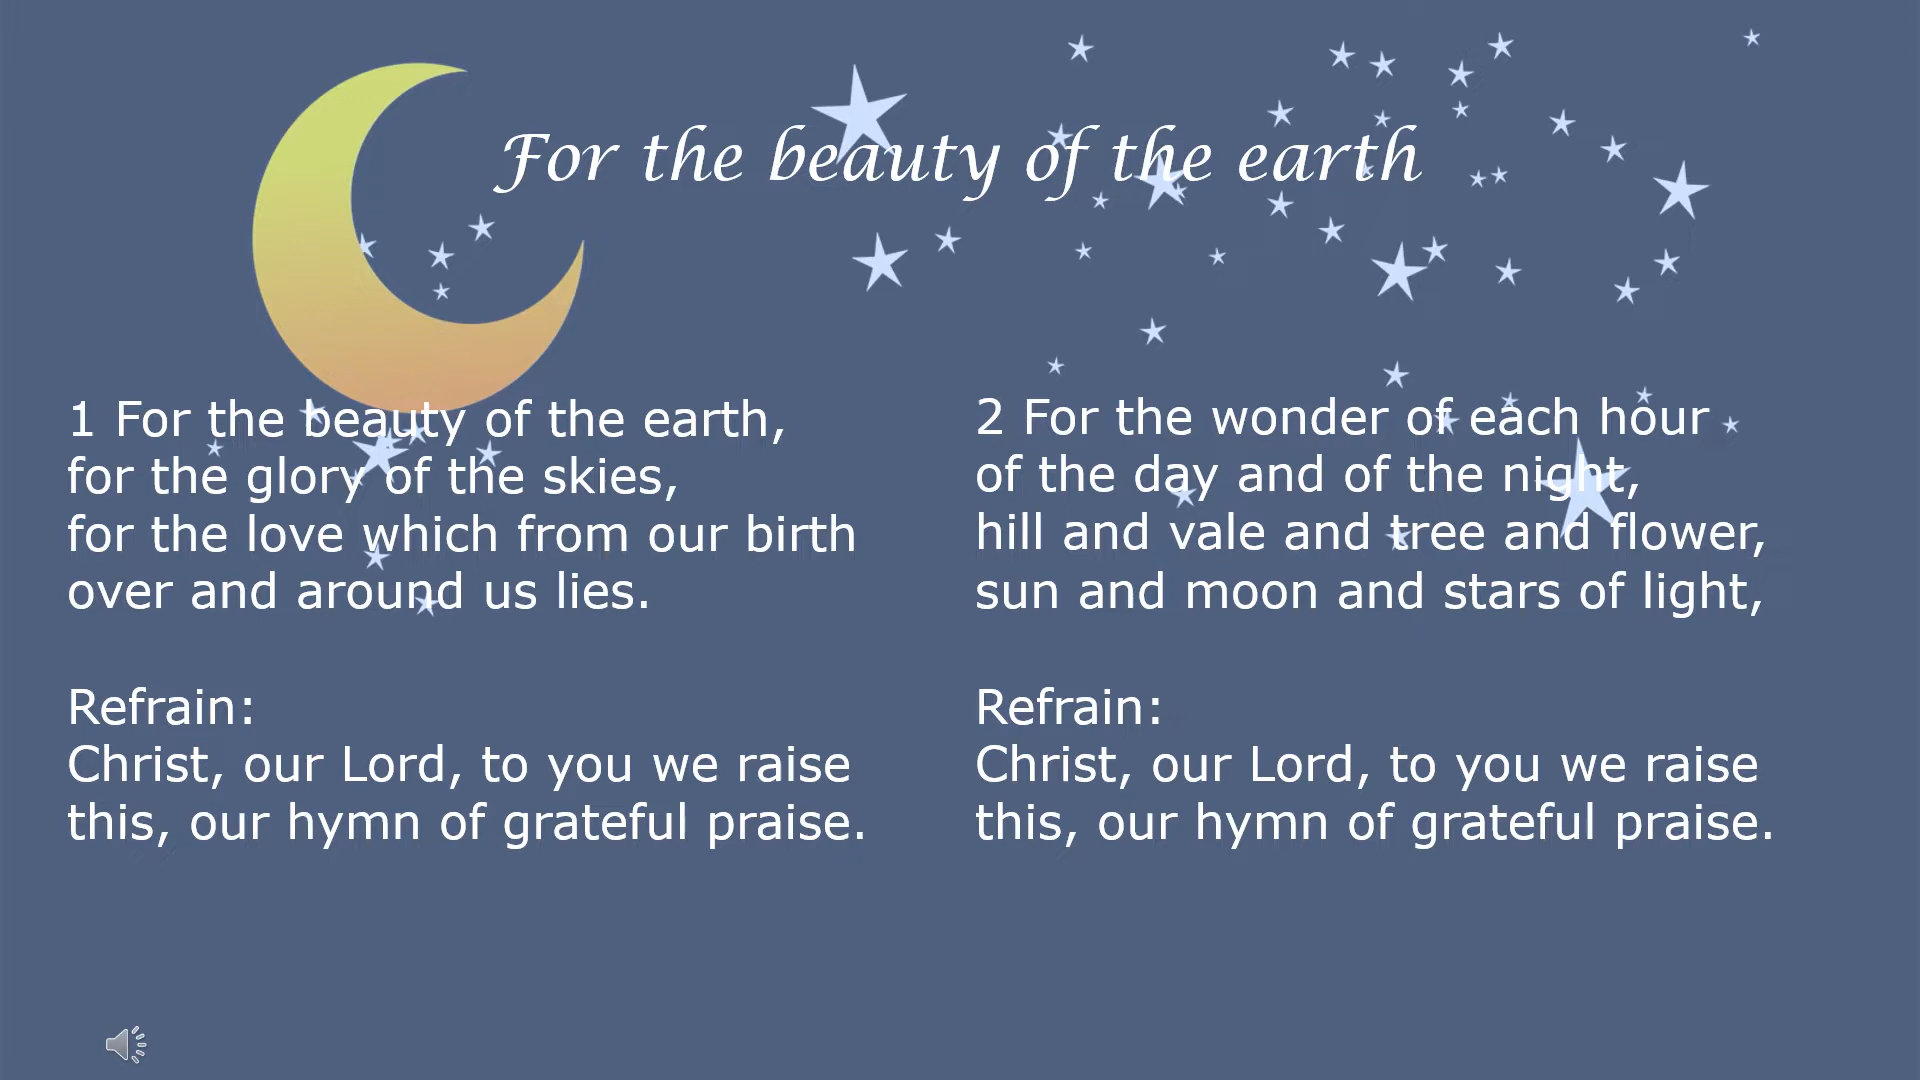 For the beauty of the earth
1 For the beauty of the earth,
for the glory of the skies,
for the love which from our birth
over and around us lies.
Refrain:
Christ, our Lord, to you we raise
this, our hymn of grateful praise.
2 For the wonder of each hour
of the day and of the night,
hill and vale and tree and flower,
sun and moon and stars of light,
Refrain:
Christ, our Lord, to you we raise
this, our hymn of grateful praise.